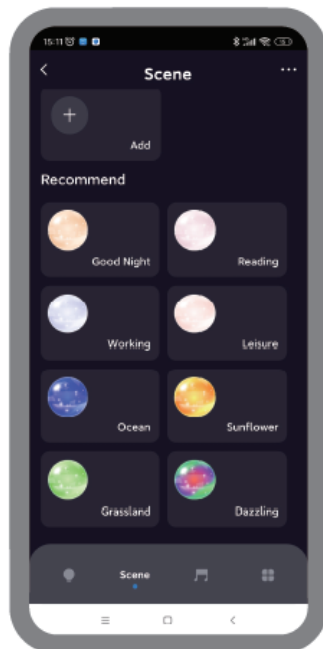 15:11
Scene
Add
Recommend
Good Night
Reading
Working
Leisure
Ocean
Sunflower
Grassland
Dazzling
Scene